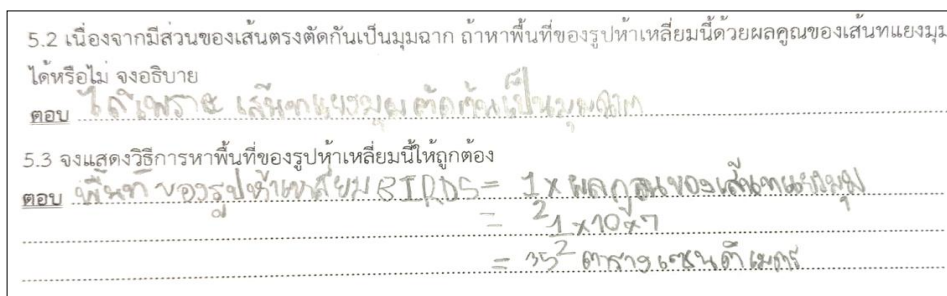 5.2 เนื่องจากมีส่วนของเส้นตรงตัดกันเป็นมุมฉาก ถ้าหาพื้นที่ของรูปห้าเหลี่ยมนี้ด้วยผลคูณของเส้นทแยงมุม
ได้หรือไม่ จงอธิบาย
ตอบ ได้เพราะ เส้นทแยงมุมตัดกันเป็นมุมฉาก
5.3 จงแสดงวิธีการหาพื้นที่ของรูปห้าเหลี่ยมนี้ให้ถูกต้อง
ตอบ พื้นที่ของรูปห้าเหลี่ยม BIRDS = 1/2 × ผลคูณของเส้นทแยงมุม
= 1/2 × 10 × 7
= 35 ตารางเซนติเมตร